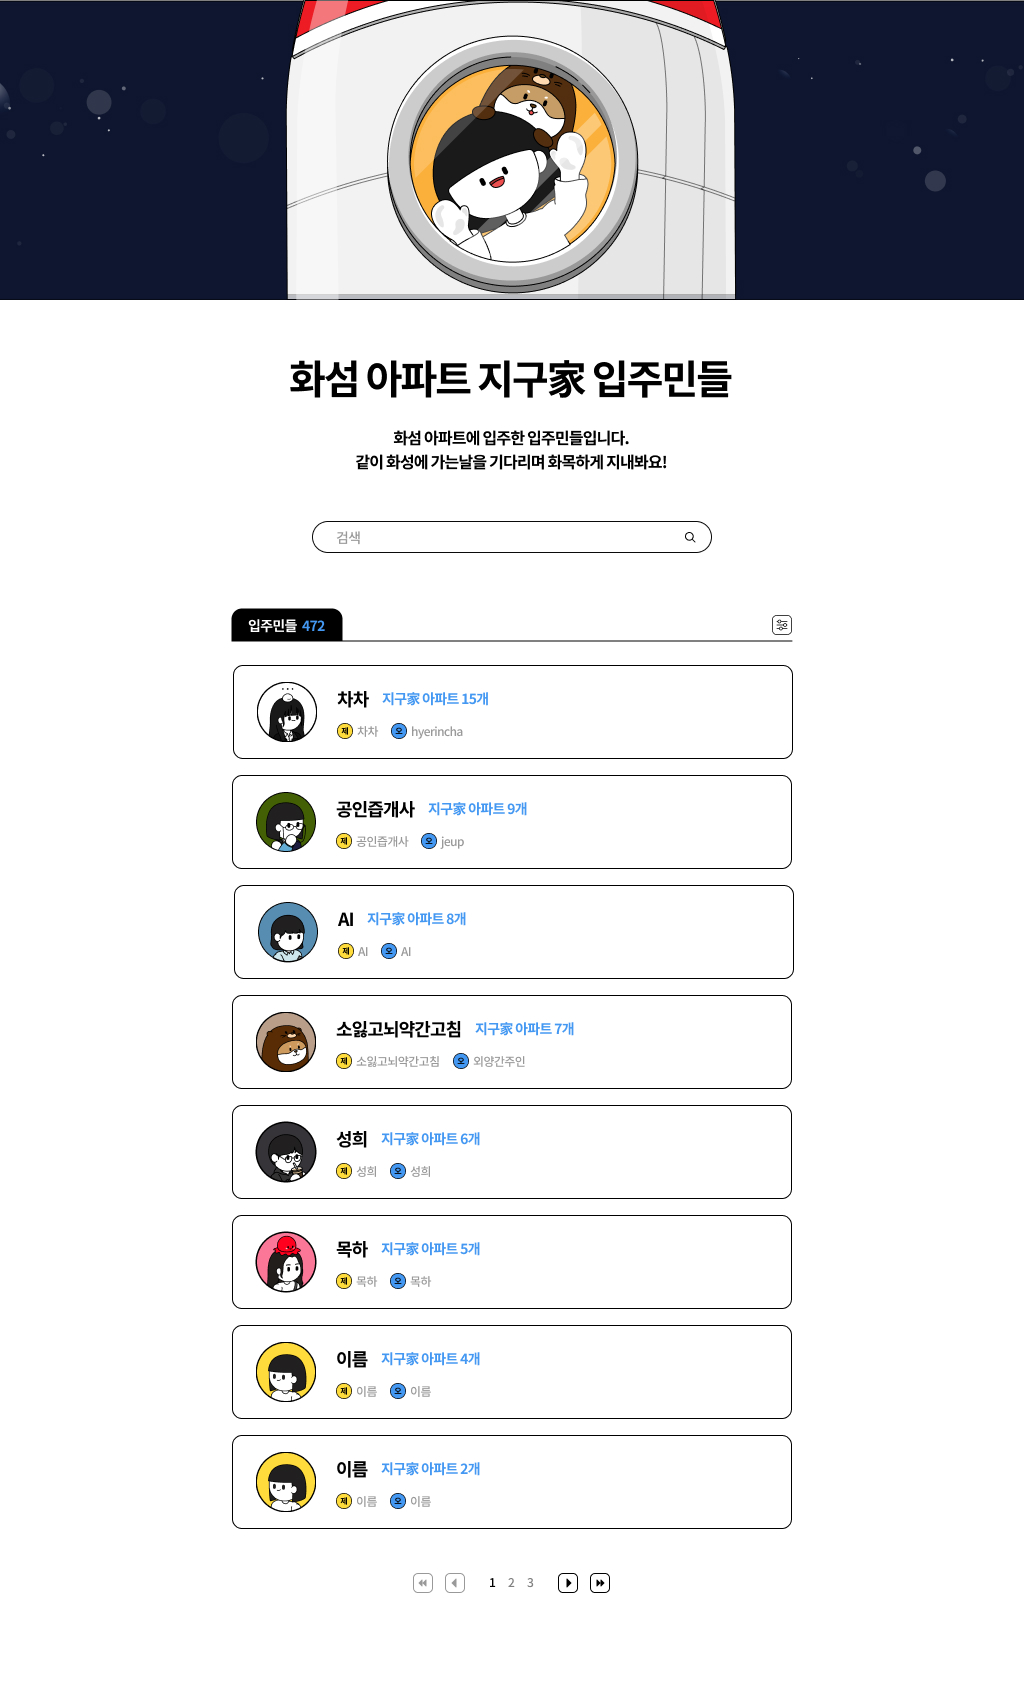 화섬 아파트 지구家 입주민들
화섬 아파트에 입주한 입주민들입니다.
같이 화성에 가는날을 기다리며 화목하게 지내봐요!
검색
입주민들 472
차차 지구家 아파트 15개
제 차차 오 hyerincha
공인즙개사 지구家 아파트 9개
제 공인즙개사 오 jeup
AI 지구家 아파트 8개
제 AI 오 AI
소잃고뇌약간고침 지구家 아파트 7개
제 소잃고뇌약간고침 오 외양간주인
성희 지구家 아파트 6개
제 성희 오 성희
목하 지구家 아파트 5개
제 목하 오 목하
이름 지구家 아파트 4개
제 이름 오 이름
이름 지구家 아파트 2개
제 이름 오 이름
1 2 3